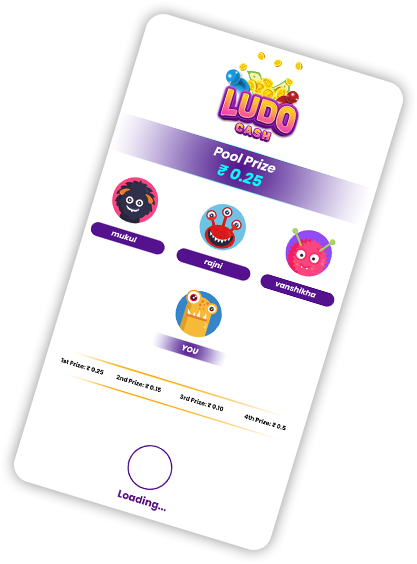 LUDO
CASH
Pool Prize
₹ 0.25
mukul
rajni
vanshikha
YOU
1st Prize: ₹ 0.25 2nd Prize: ₹ 0.15 3rd Prize: ₹ 0.10 4th Prize: ₹ 0.5
Loading...